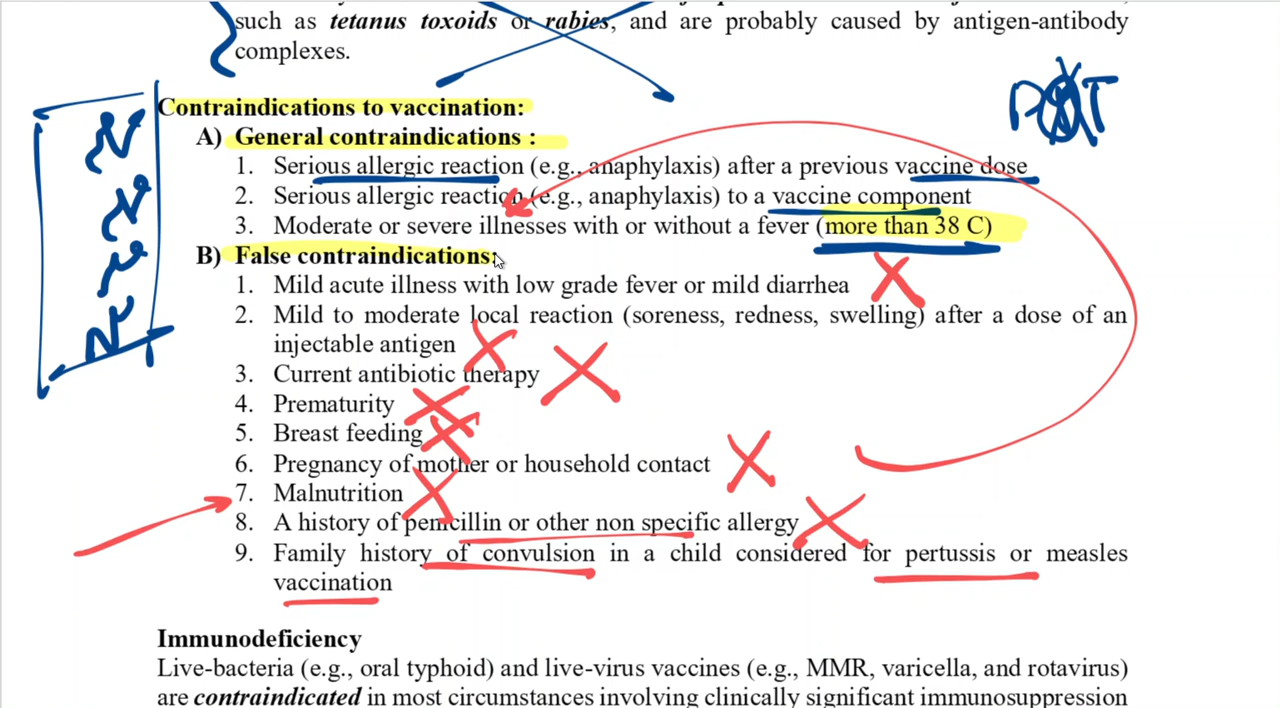 such as tetanus toxoids or rabies, and are probably caused by antigen-antibody
complexes.
Contraindications to vaccination:
A) General contraindications :
1. Serious allergic reaction (e.g., anaphylaxis) after a previous vaccine dose
2. Serious allergic reaction (e.g., anaphylaxis) to a vaccine component
3. Moderate or severe illnesses with or without a fever (more than 38 C)
B) False contraindications:
1. Mild acute illness with low grade fever or mild diarrhea
2. Mild to moderate local reaction (soreness, redness, swelling) after a dose of an
injectable antigen
3. Current antibiotic therapy
4. Prematurity
5. Breast feeding
6. Pregnancy of mother or household contact
7. Malnutrition
8. A history of penicillin or other non specific allergy
9. Family history of convulsion in a child considered for pertussis or measles
vaccination
Immunodeficiency
Live-bacteria (e.g., oral typhoid) and live-virus vaccines (e.g., MMR, varicella, and rotavirus)
are contraindicated in most circumstances involving clinically significant immunosuppression